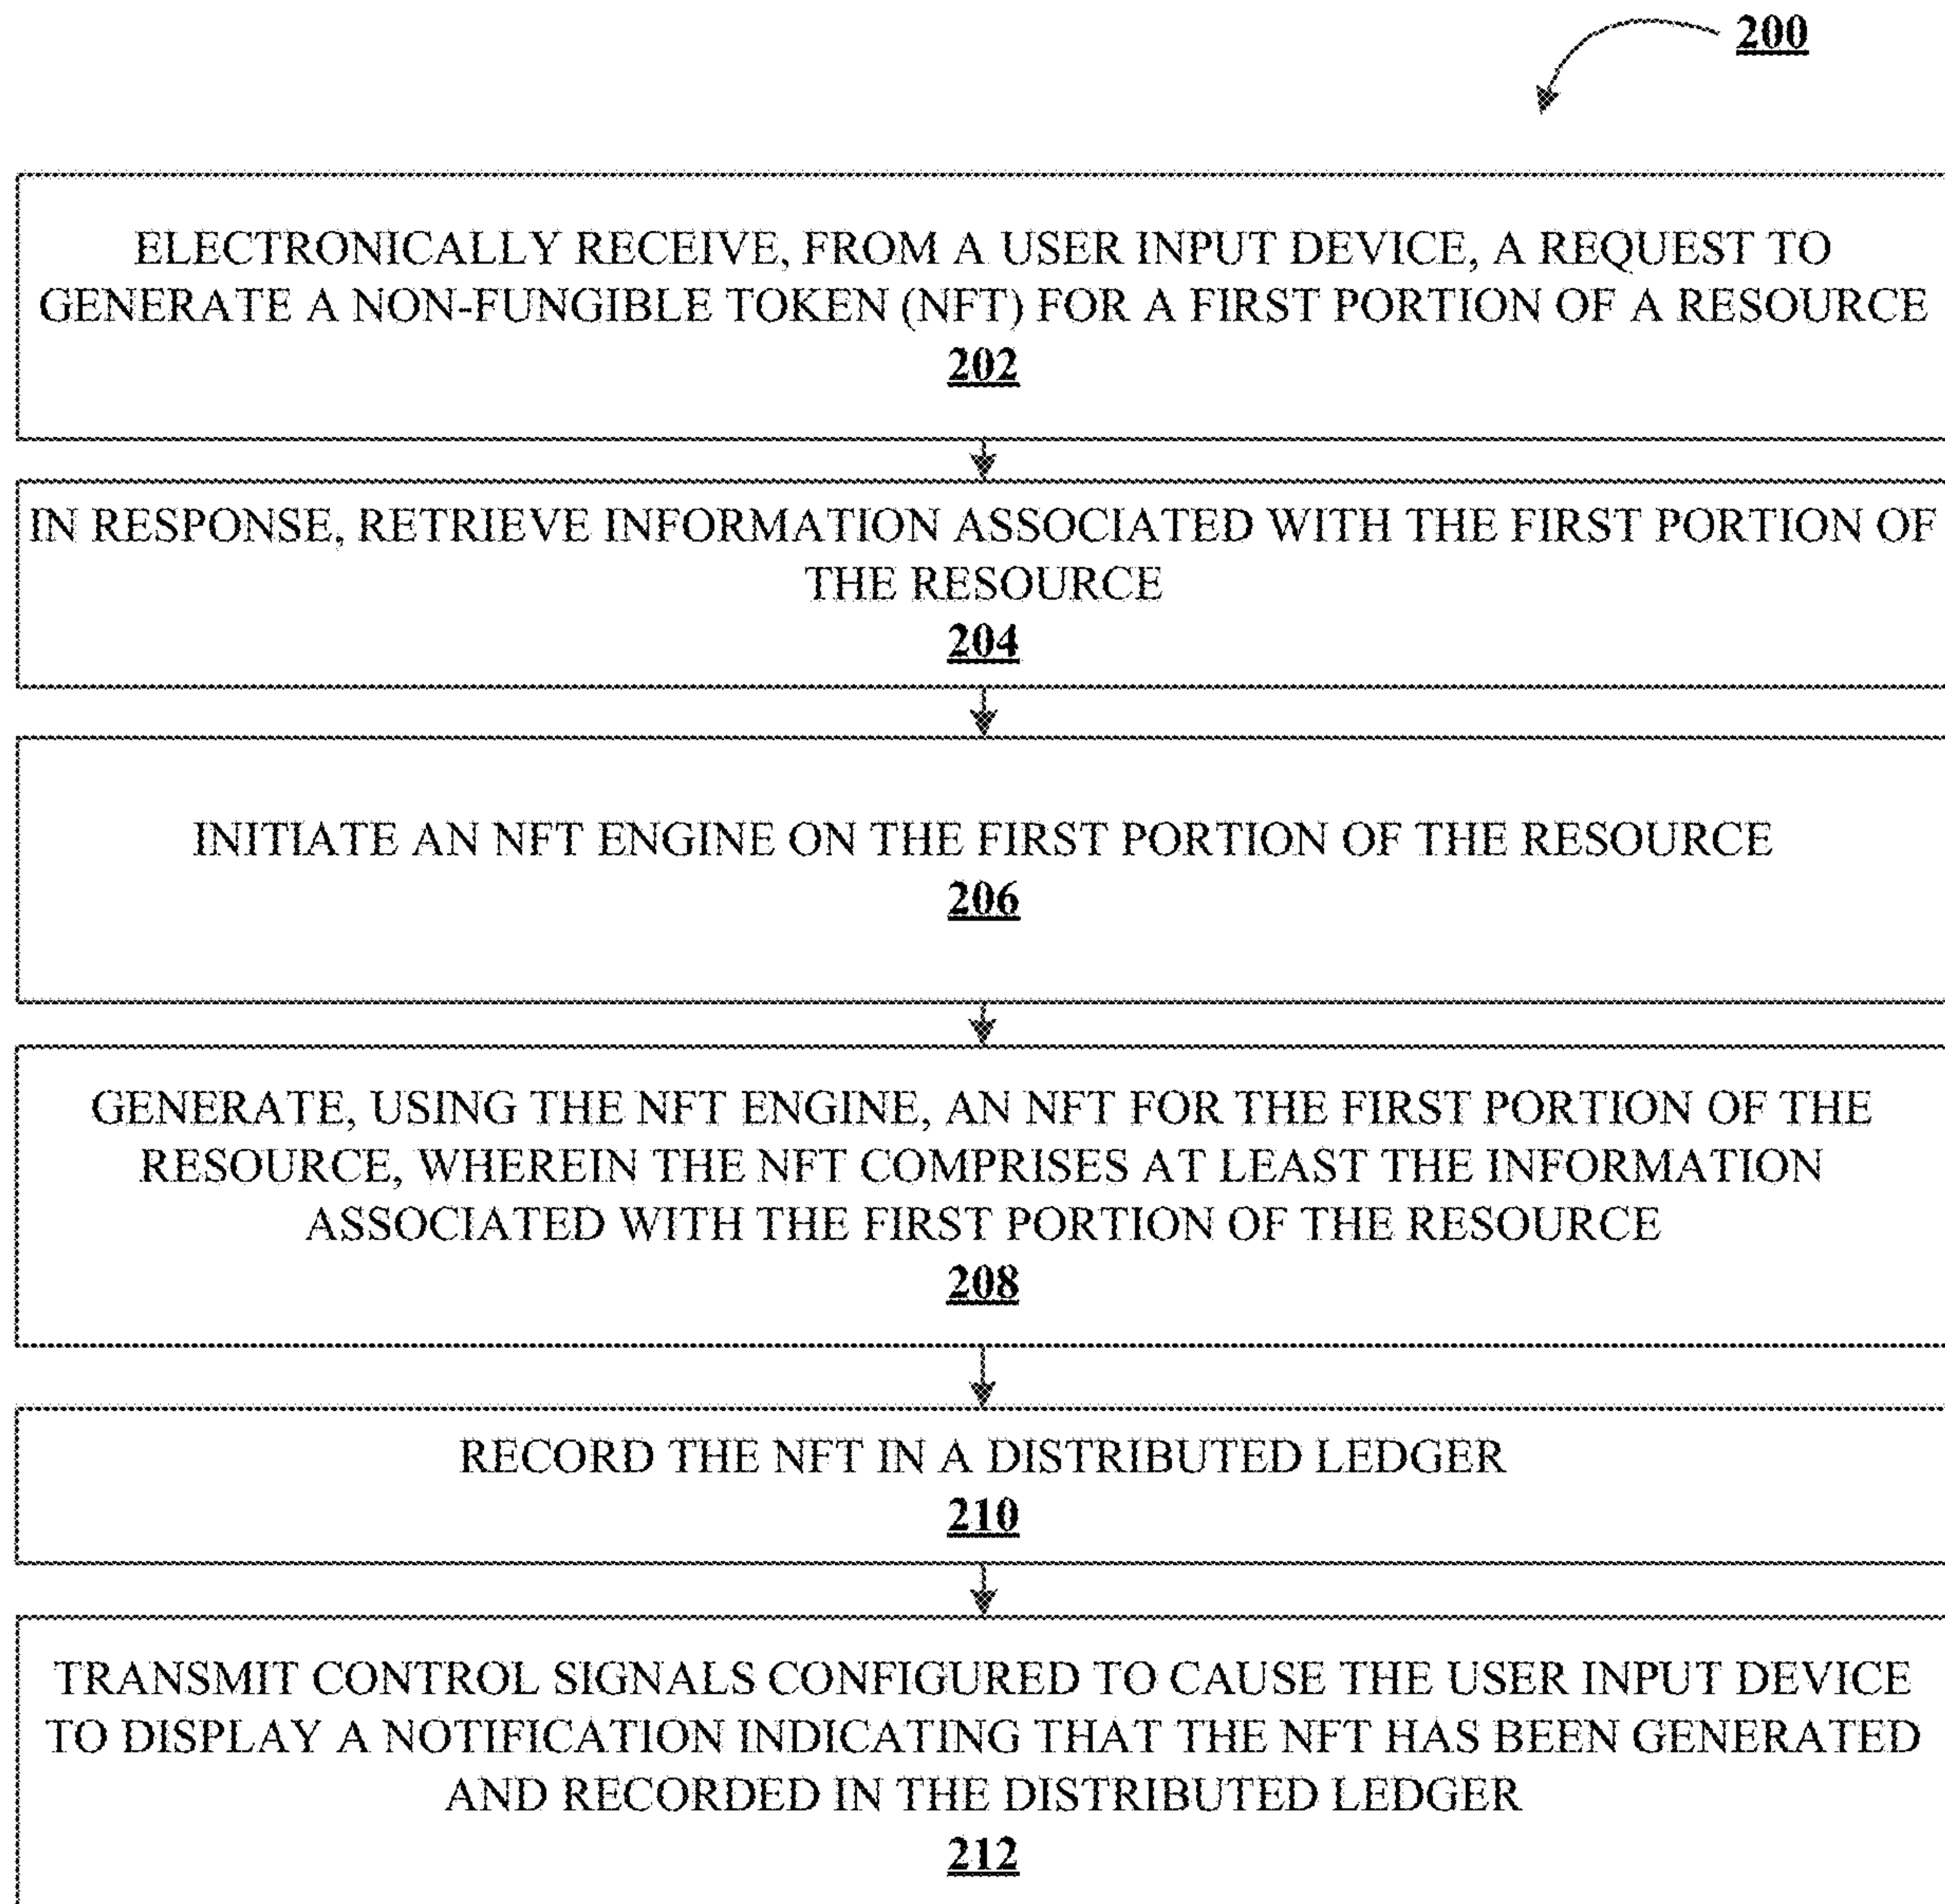 200
ELECTRONICALLY RECEIVE, FROM A USER INPUT DEVICE, A REQUEST TO
GENERATE A NON-FUNGIBLE TOKEN (NFT) FOR A FIRST PORTION OF A RESOURCE
202
IN RESPONSE, RETRIEVE INFORMATION ASSOCIATED WITH THE FIRST PORTION OF
THE RESOURCE
204
INITIATE AN NFT ENGINE ON THE FIRST PORTION OF THE RESOURCE
206
GENERATE, USING THE NFT ENGINE, AN NFT FOR THE FIRST PORTION OF THE
RESOURCE, WHEREIN THE NFT COMPRISES AT LEAST THE INFORMATION
ASSOCIATED WITH THE FIRST PORTION OF THE RESOURCE
208
RECORD THE NFT IN A DISTRIBUTED LEDGER
210
TRANSMIT CONTROL SIGNALS CONFIGURED TO CAUSE THE USER INPUT DEVICE
TO DISPLAY A NOTIFICATION INDICATING THAT THE NFT HAS BEEN GENERATED
AND RECORDED IN THE DISTRIBUTED LEDGER
212